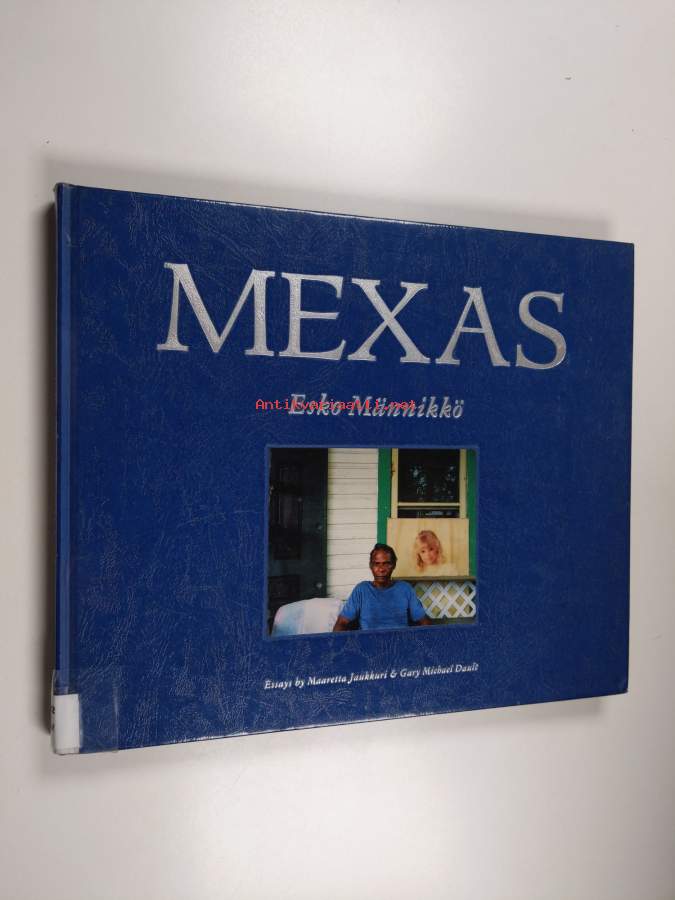 MEXAS
Antikvariaatti.net
Esko Männikkö
Essays by Maaretta Jaukkuri & Gary Michael Dault